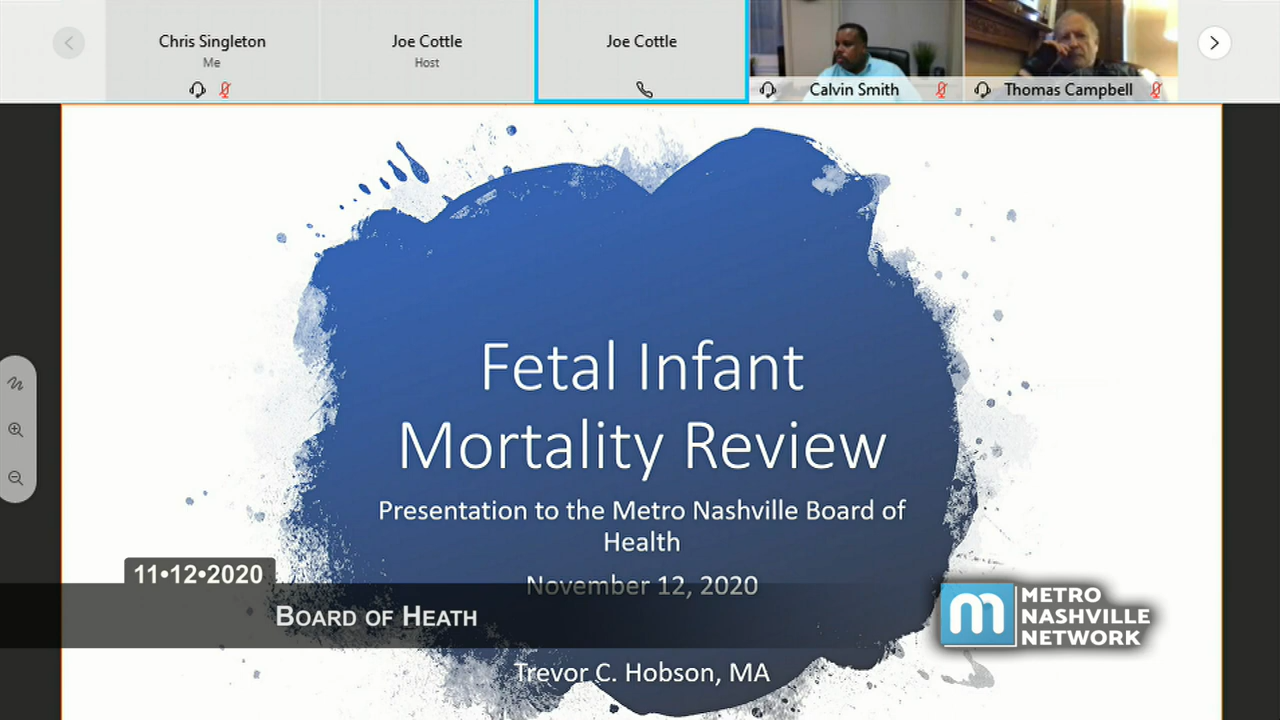 Chris Singleton
Me
Joe Cottle
Host
Joe Cottle
Calvin Smith
Thomas Campbell
Fetal Infant
Mortality Review
Presentation to the Metro Nashville Board of
Health
November 12, 2020
11•12•2020
Board of Heath
m
METRO
NASHVILLE
NETWORK
Trevor C. Hobson, MA